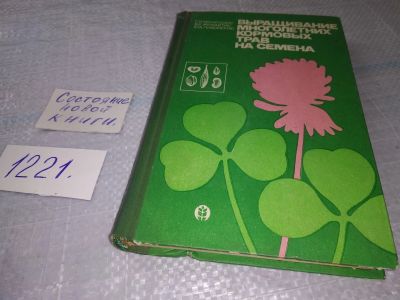 ВЫРАЩИВАНИЕ
МНОГОЛЕТНИХ
КОРМОВЫХ
ТРАВ
НА СЕМЕНА
Состояние
новой
книги.
1221.